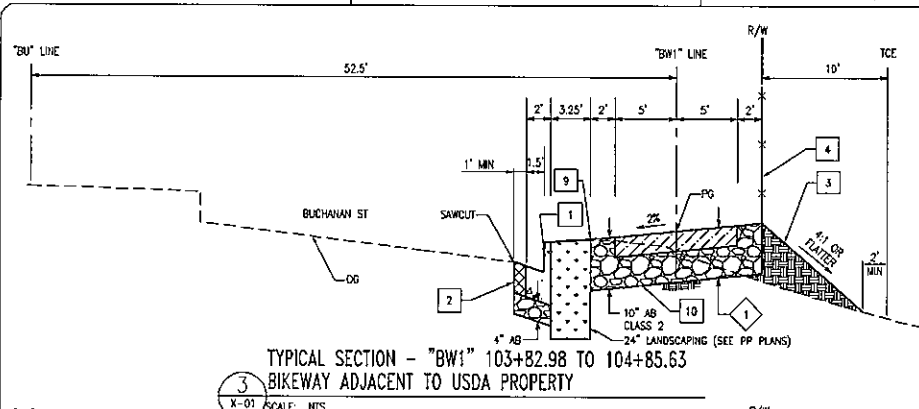 R/W
"BU" LINE
"BW1" LINE
TCE
52.5'
10'
2'
3.25'
2'
5'
5'
2'
1' MIN
1.5'
9
4
1
3
PG
2%
BUCHANAN ST
SAWCUT
4:1 OR
FLATTER
2'
MIN
OG
2
10" AB
CLASS 2
10
1
4" AB
24" LANDSCAPING (SEE PP PLANS)
TYPICAL SECTION - "BW1" 103+82.98 TO 104+85.63
BIKEWAY ADJACENT TO USDA PROPERTY
3
X-01
SCALE: NTS
R/W